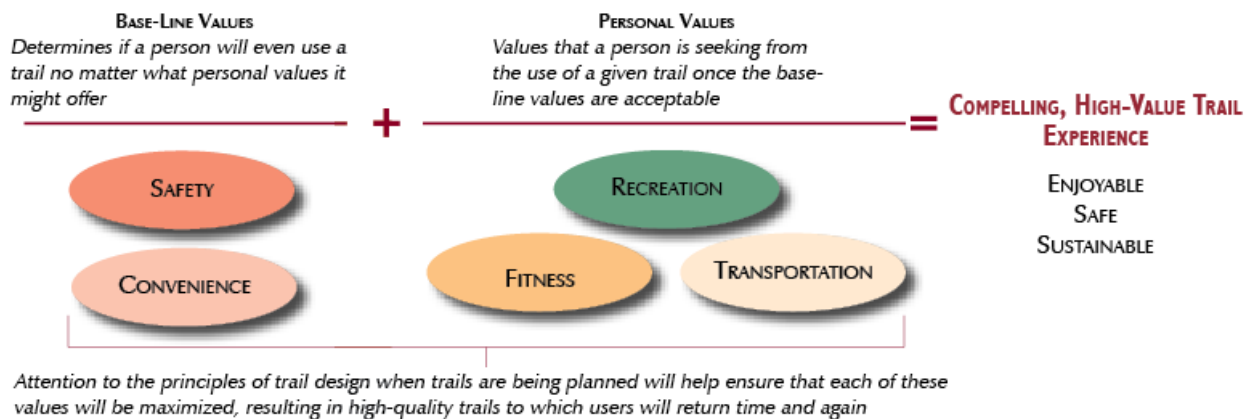 BASE-LINE VALUES
Determines if a person will even use a
trail no matter what personal values it
might offer
+
PERSONAL VALUES
Values that a person is seeking from
the use of a given trail once the base-
line values are acceptable
=
COMPELLING, HIGH-VALUE TRAIL
EXPERIENCE
SAFETY
CONVENIENCE
RECREATION
FITNESS
TRANSPORTATION
ENJOYABLE
SAFE
SUSTAINABLE
Attention to the principles of trail design when trails are being planned will help ensure that each of these
values will be maximized, resulting in high-quality trails to which users will return time and again